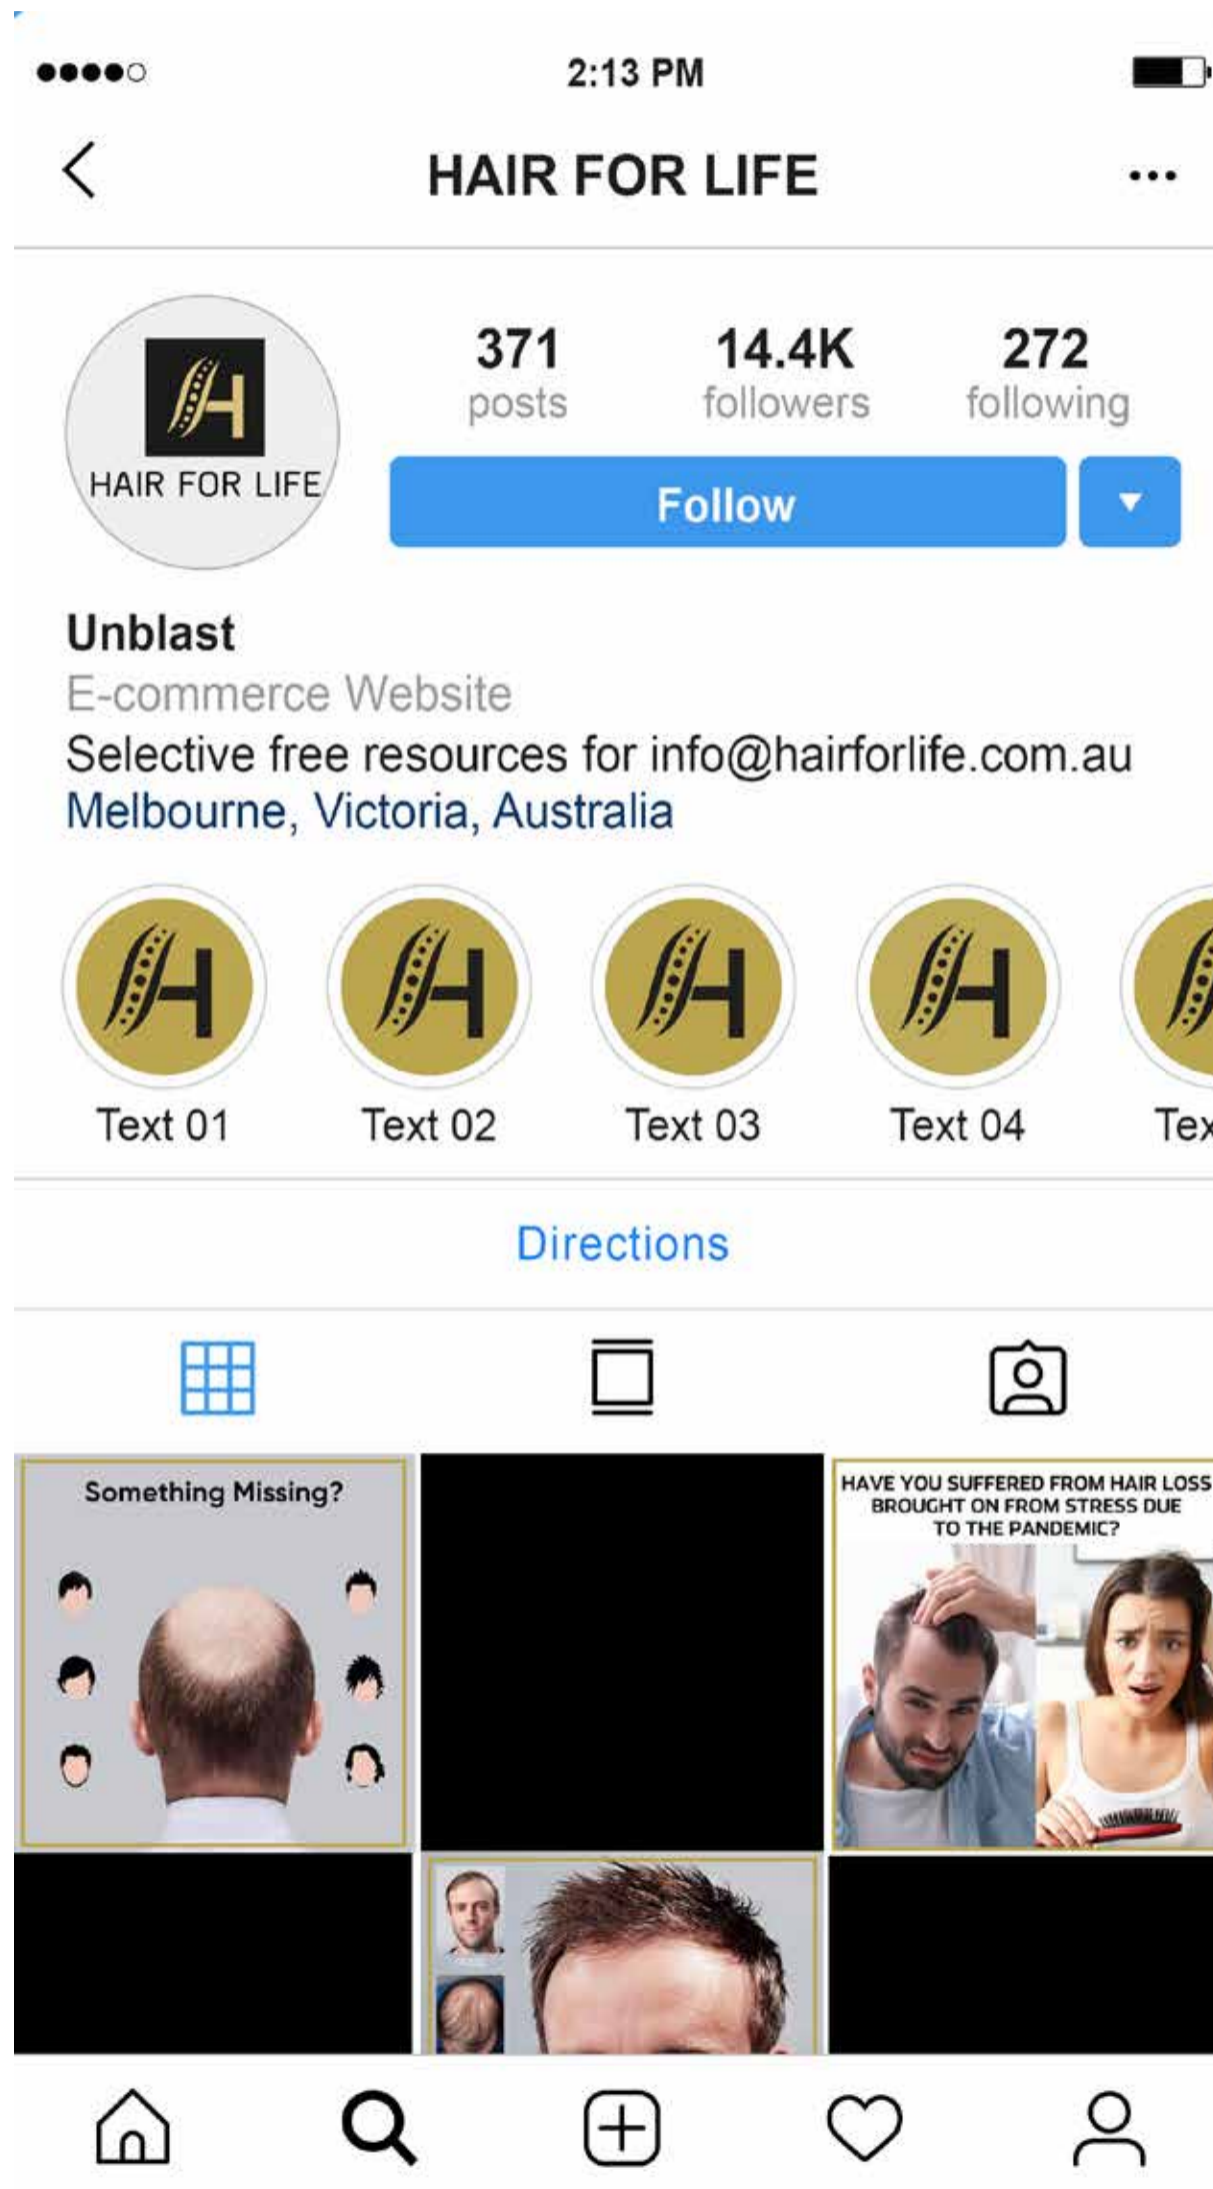 2:13 PM
HAIR FOR LIFE
371
posts
14.4K
followers
272
following
H
HAIR FOR LIFE
Follow
Unblast
E-commerce Website
Selective free resources for info@hairforlife.com.au
Melbourne, Victoria, Australia
H
H
H
H
Text 01
Text 02
Text 03
Text 04
Tex
Directions
Something Missing?
HAVE YOU SUFFERED FROM HAIR LOSS
BROUGHT ON FROM STRESS DUE
TO THE PANDEMIC?